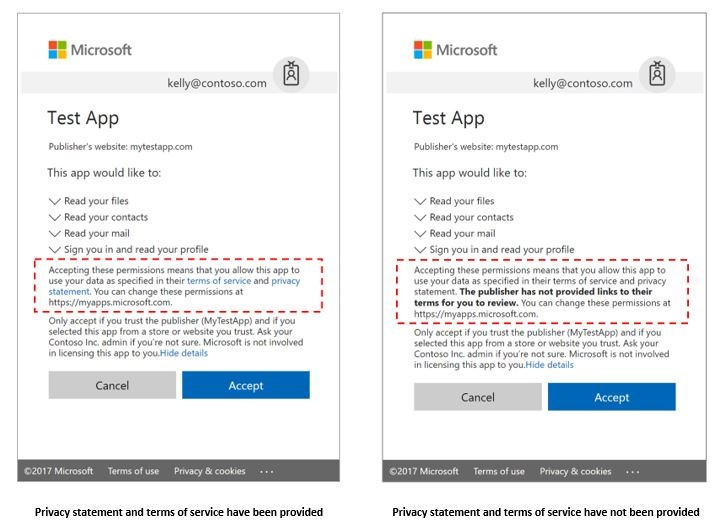 Microsoft
kelly@contoso.com
Test App
Publisher's website: mytestapp.com
This app would like to:
Read your files
Read your contacts
Read your mail
Sign you in and read your profile
Accepting these permissions means that you allow this app to
use your data as specified in their terms of service and privacy
statement. You can change these permissions at
https://myapps.microsoft.com.
Only accept if you trust the publisher (MyTestApp) and if you
selected this app from a store or website you trust. Ask your
Contoso Inc. admin if you're not sure. Microsoft is not involved
in licensing this app to you.Hide details
Cancel Accept
©2017 Microsoft Terms of use Privacy & cookies ...
Privacy statement and terms of service have been provided
Microsoft
kelly@contoso.com
Test App
Publisher's website: mytestapp.com
This app would like to:
Read your files
Read your contacts
Read your mail
Sign you in and read your profile
Accepting these permissions means that you allow this app to
use your data as specified in their terms of service and privacy
statement. The publisher has not provided links to their
terms for you to review. You can change these permissions at
https://myapps.microsoft.com.
Only accept if you trust the publisher (MyTestApp) and if you
selected this app from a store or website you trust. Ask your
Contoso Inc. admin if you're not sure. Microsoft is not involved
in licensing this app to you.Hide details
Cancel Accept
©2017 Microsoft Terms of use Privacy & cookies ...
Privacy statement and terms of service have not been provided